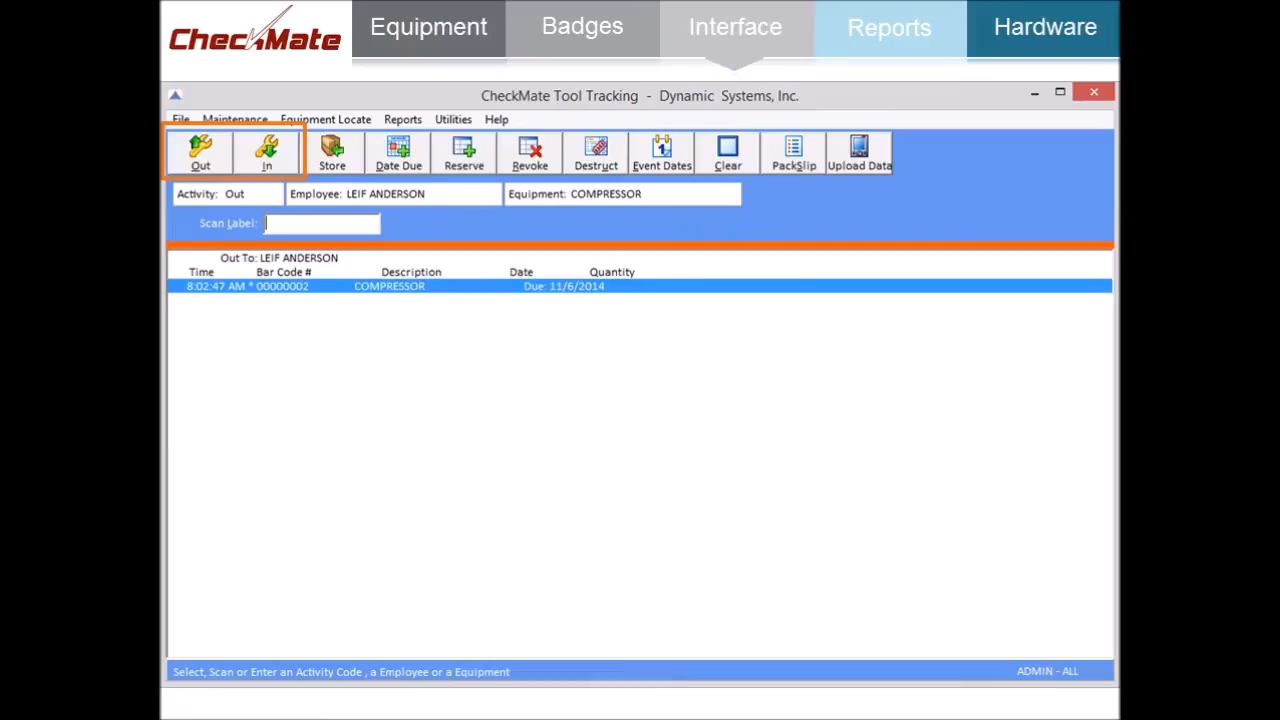 CheckMate Equipment Badges Interface Reports Hardware
CheckMate Tool Tracking - Dynamic Systems, Inc.
File Maintenance Equipment Locate Reports Utilities Help
Out In Store Date Due Reserve Revoke Destruct Event Dates Clear PackSlip Upload Data
Activity: Out Employee: LEIF ANDERSON Equipment: COMPRESSOR
Scan Label:
Out To: LEIF ANDERSON
Time Bar Code # Description Date Quantity
8:02:47 AM * 00000002 COMPRESSOR Due: 11/6/2014
Select, Scan or Enter an Activity Code , a Employee or a Equipment ADMIN - ALL